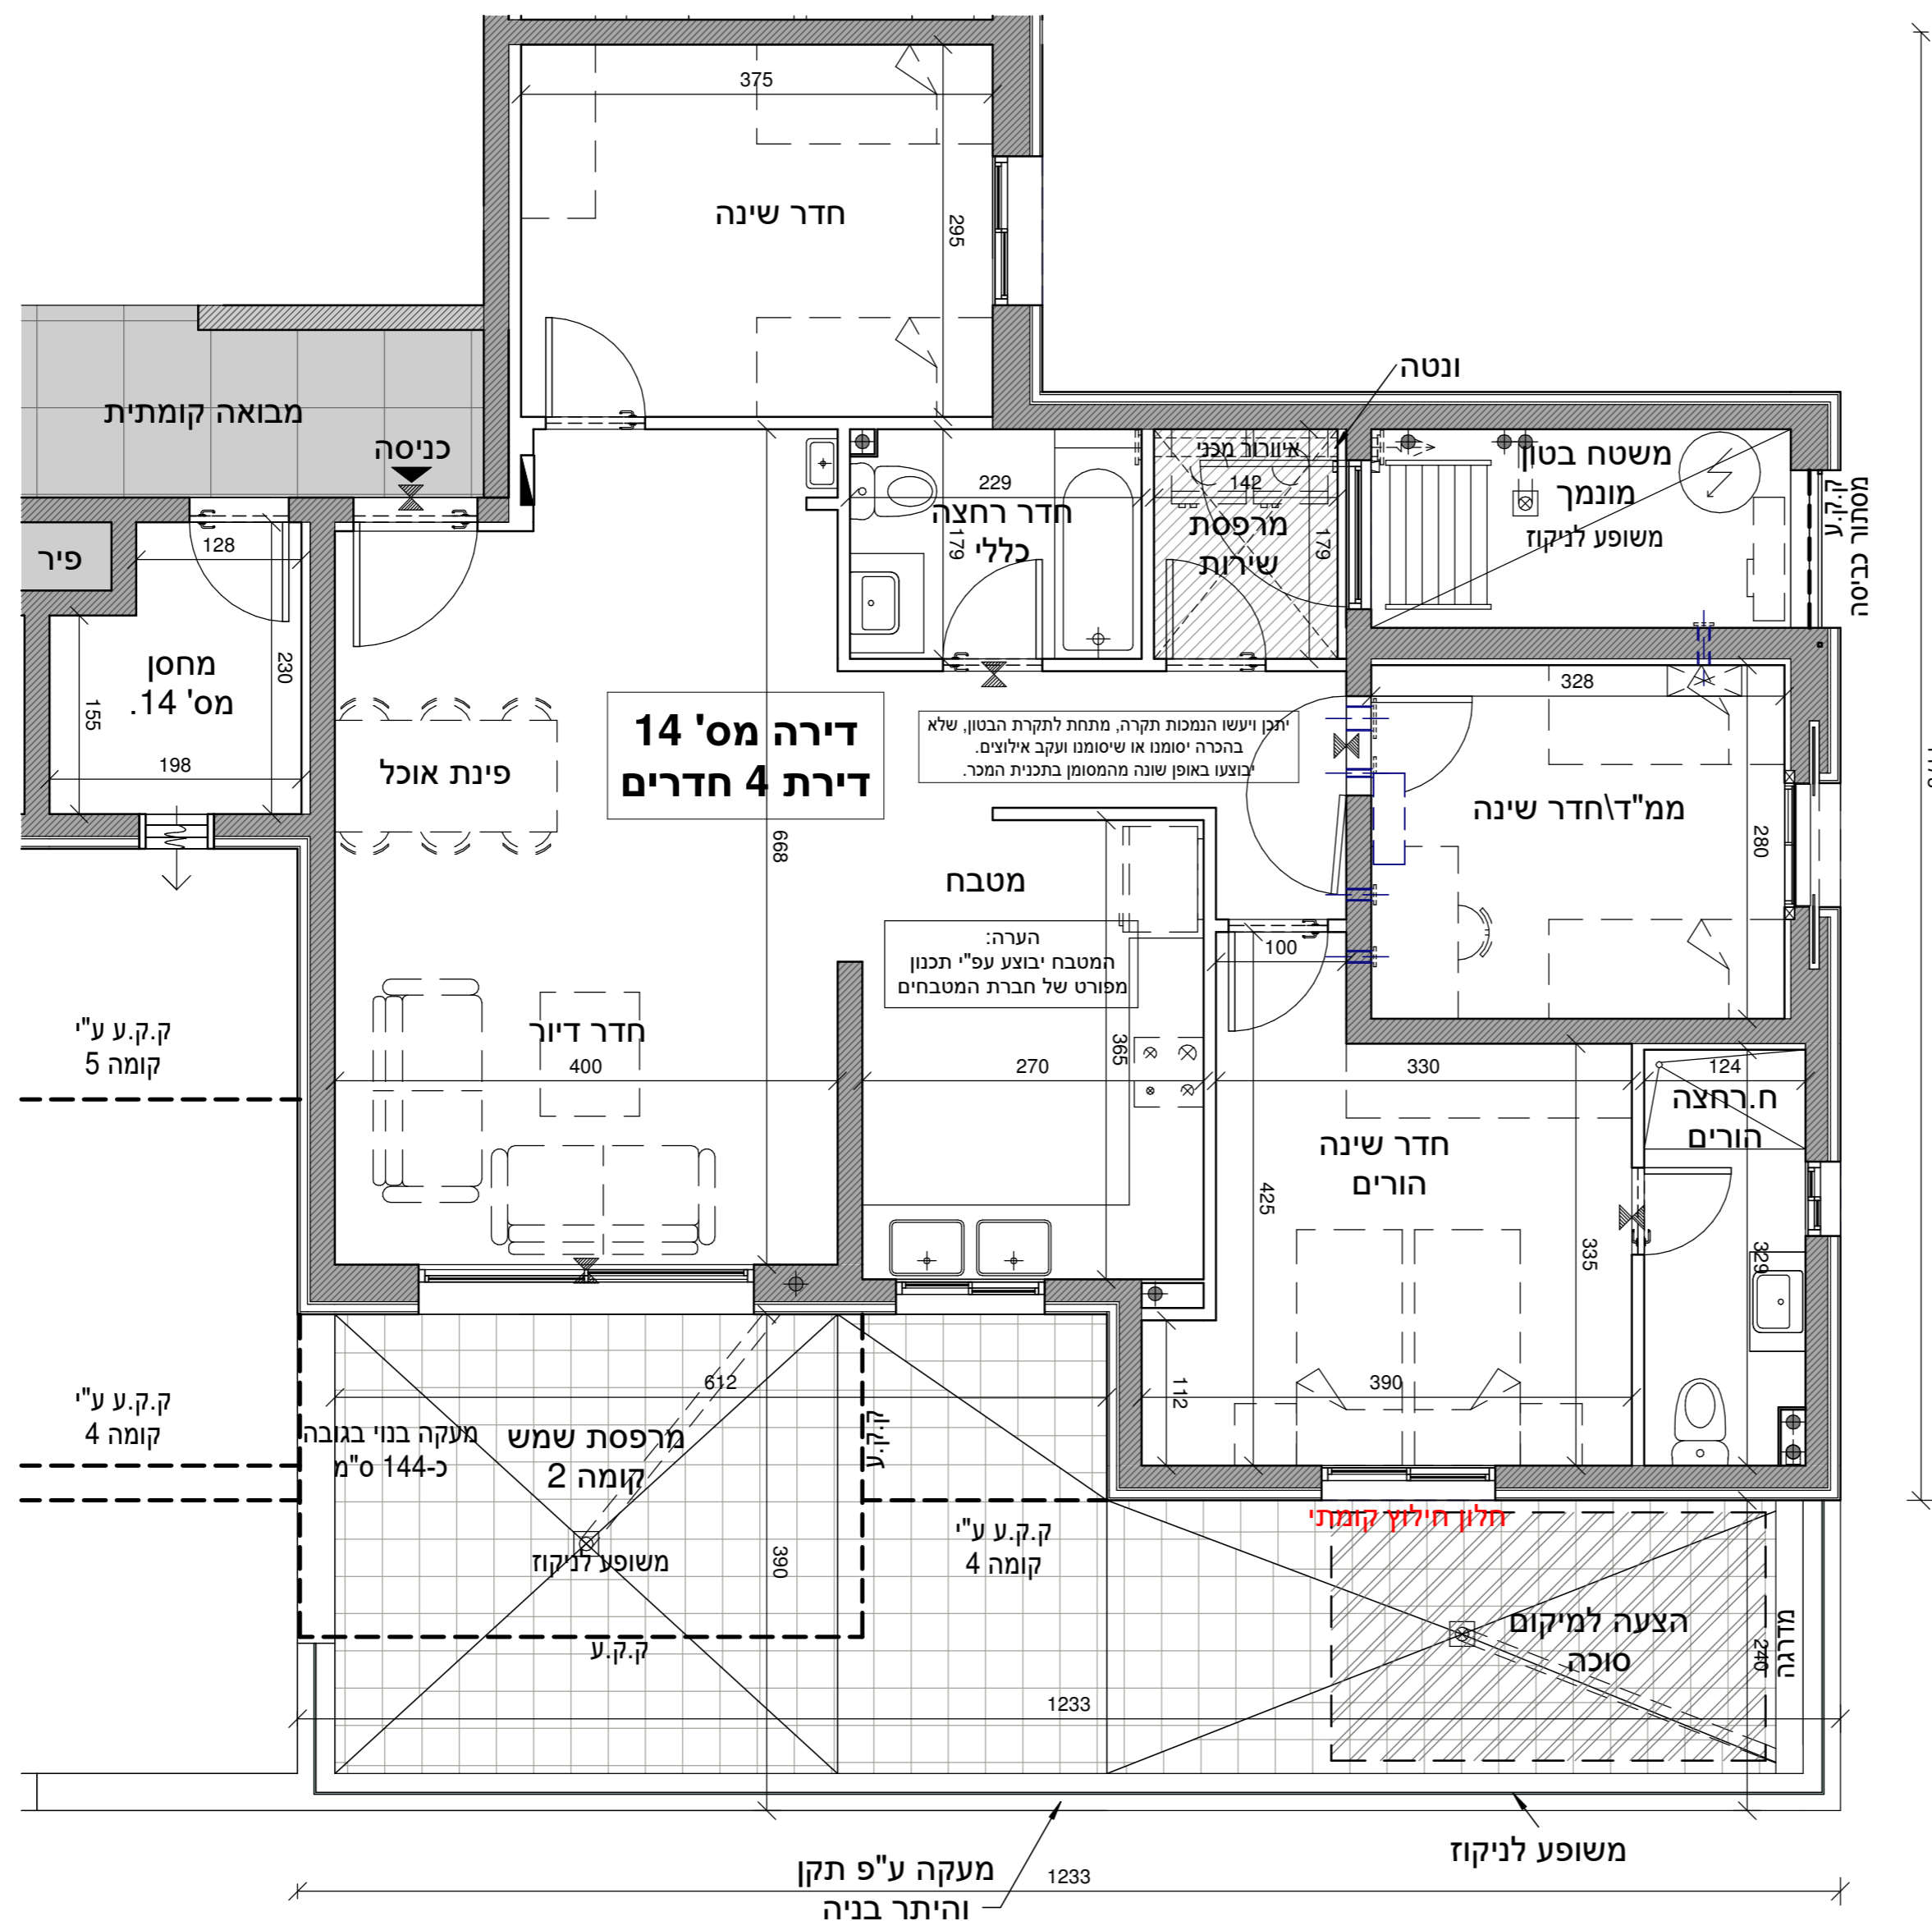 375
חדר שינה
295
ונטה
מבואה קומתית
כניסה
איוורור מכני
משטח בטון
מונמך
משופע לניקוז
מסתור כביסה
ק.ק.ע
229
142
חדר רחצה
כללי
179
מרפסת
שירות
179
פיר
128
מחסן
מס' 14.
230
155
198
328
דירה מס' 14
דירת 4 חדרים
יתכן ויעשו הנמכות תקרה, מתחת לתקרת הבטון, שלא
בהכרה יסומנו או שיסומנו ועקב אילוצים.
יבוצעו באופן שונה מהמסומן בתכנית המכר.
פינת אוכל
ממ"ד\חדר שינה
668
280
מטבח
הערה:
המטבח יבוצע עפ"י תכנון
מפורט של חברת המטבחים
100
חדר דיור
ק.ק.ע ע"י
קומה 5
400
270
365
330
124
ח.רחצה
הורים
חדר שינה
הורים
425
335
329
612
390
112
ק.ק.ע ע"י
קומה 4
מעקה בנוי בגובה
כ-144 ס"מ
מרפסת שמש
קומה 2
ק.ק.ע
משופע לניקוז
390
ק.ק.ע ע"י
קומה 4
חלון חילוץ קומתי
הצעה למיקום
סוכה
240
מדרגה
ק.ק.ע
1233
משופע לניקוז
מעקה ע"פ תקן
והיתר בניה
1233